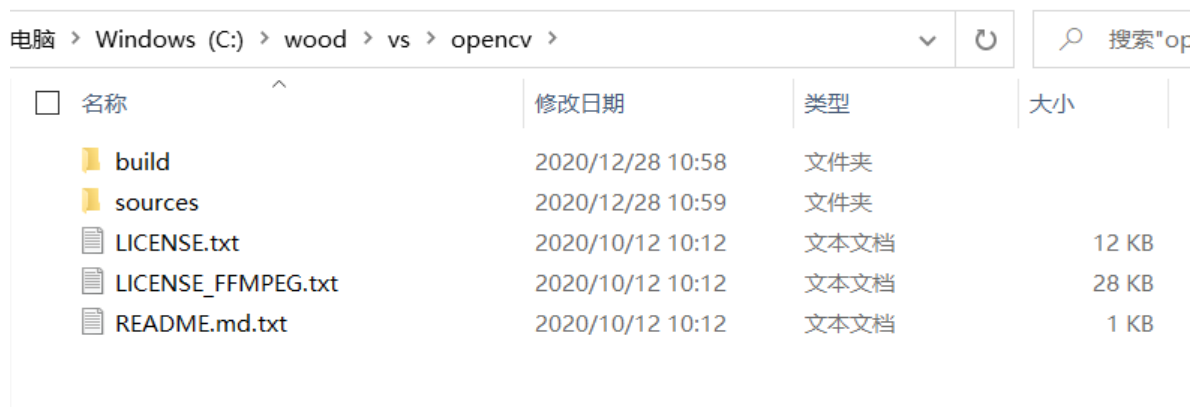 电脑 > Windows (C:) > wood > vs > opencv >
搜索"op
名称 修改日期 类型 大小
build 2020/12/28 10:58 文件夹
sources 2020/12/28 10:59 文件夹
LICENSE.txt 2020/10/12 10:12 文本文档 12 KB
LICENSE_FFMPEG.txt 2020/10/12 10:12 文本文档 28 KB
README.md.txt 2020/10/12 10:12 文本文档 1 KB